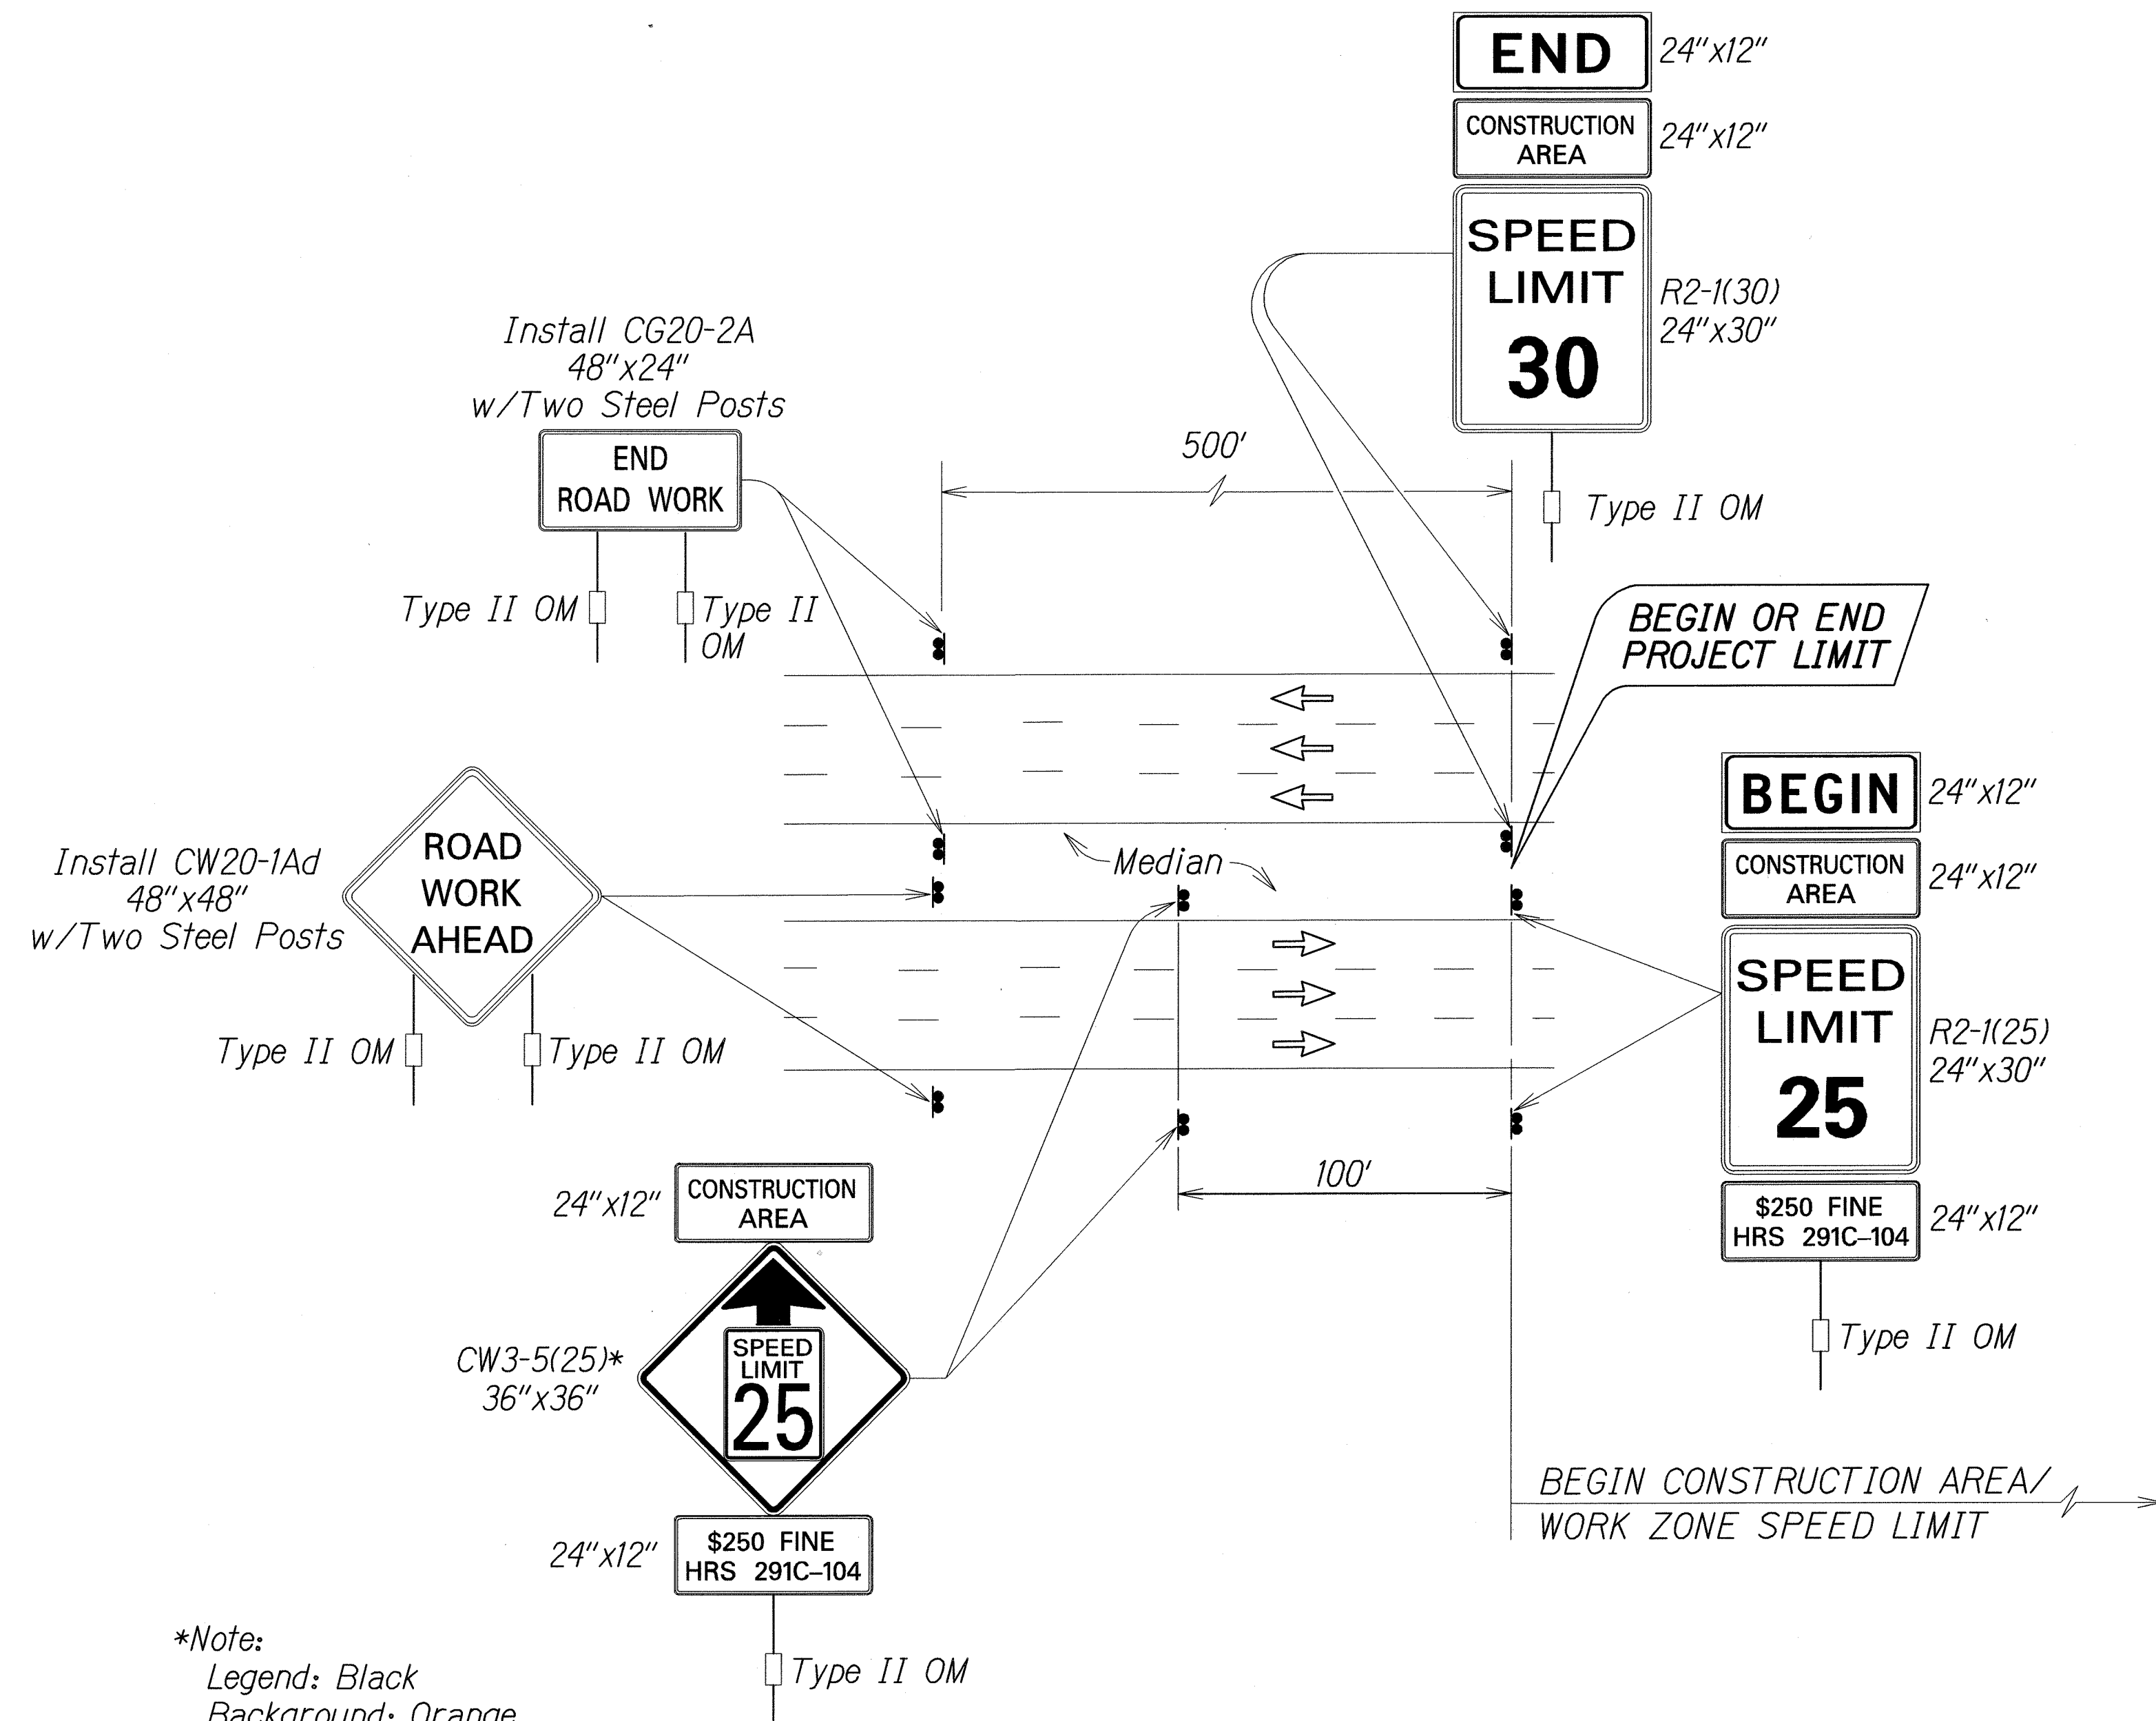 END
24"x12"
CONSTRUCTION
AREA
24"x12"
SPEED
LIMIT
30
R2-1(30)
24"x30"
Type II OM
Install CG20-2A
48"x24"
w/Two Steel Posts
END
ROAD WORK
Type II OM
Type II
OM
500'
BEGIN OR END
PROJECT LIMIT
Install CW20-1Ad
48"x48"
w/Two Steel Posts
ROAD
WORK
AHEAD
Type II OM
Type II OM
Median
BEGIN
24"x12"
CONSTRUCTION
AREA
24"x12"
SPEED
LIMIT
25
R2-1(25)
24"x30"
$250 FINE
HRS 291C–104
24"x12"
Type II OM
100'
24"x12"
CONSTRUCTION
AREA
CW3-5(25)*
36"x36"
SPEED
LIMIT
25
24"x12"
$250 FINE
HRS 291C–104
Type II OM
BEGIN CONSTRUCTION AREA/
WORK ZONE SPEED LIMIT
*Note:
Legend: Black
Background: Orange